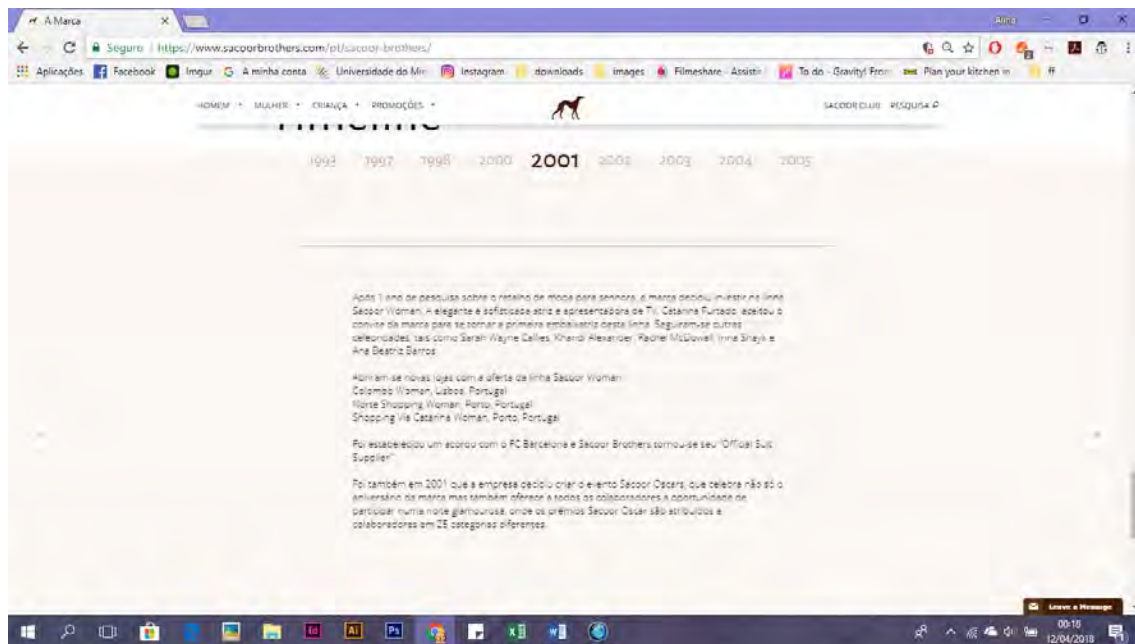 A Marca
Anna
Seguro https://www.sacoorbrothers.com/pt/sacoor-brothers/
Aplicações Facebook Imgur A minha conta Universidade do Min Instagram downloads images Filmeshare - Assistir To do - Gravity! Fron Plan your kitchen in ff
HOMEM MULHER CRIANÇA PROMOÇÕES SACOOR CLUB PESQUISA
Timeline
1993 1997 1998 2000 2001 2002 2003 2004 2005
Após 1 ano de pesquisa sobre o retalho de moda para senhora, a marca decidiu investir na linha
Sacoor Woman. A elegante e sofisticada atriz e apresentadora de TV, Catarina Furtado, aceitou o
convite da marca para se tornar a primeira embaixatriz desta linha. Seguiram-se outras
celebridades, tais como Sarah Wayne Callies, Khandi Alexander, Rachel McDowall, Irina Shayk e
Ana Beatriz Barros.
Abriram-se novas lojas com a oferta da linha Sacoor Woman:
Colombo Woman, Lisboa, Portugal
Norte Shopping Woman, Porto, Portugal
Shopping Via Catarina Woman, Porto, Portugal
Foi estabelecido um acordo com o FC Barcelona e Sacoor Brothers tornou-se seu "Official Suit
Supplier"
Foi também em 2001 que a empresa decidiu criar o evento Sacoor Oscars, que celebra não só o
aniversário da marca mas também oferece a todos os colaboradores a oportunidade de
participar numa noite glamourosa, onde os prémios Sacoor Oscar são atribuídos a
colaboradores em 25 categorias diferentes.
Leave a Message
Id Ai Ps
00:18
12/04/2018